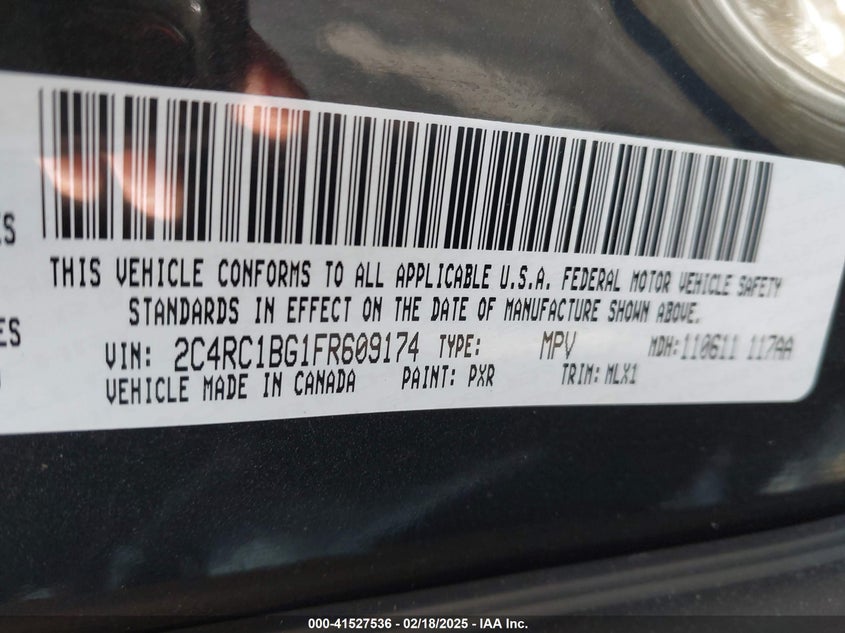 ES
THIS VEHICLE CONFORMS TO ALL APPLICABLE U.S.A. FEDERAL MOTOR VEHICLE SAFETY
STANDARDS IN EFFECT ON THE DATE OF MANUFACTURE SHOWN ABOVE.
ES
VIN: 2C4RC1BG1FR609174 TYPE: MPV MDH: 110611 117AA
VEHICLE MADE IN CANADA PAINT: PXR TRIM: MLX1
000-41527536 - 02/18/2025 - IAA Inc.